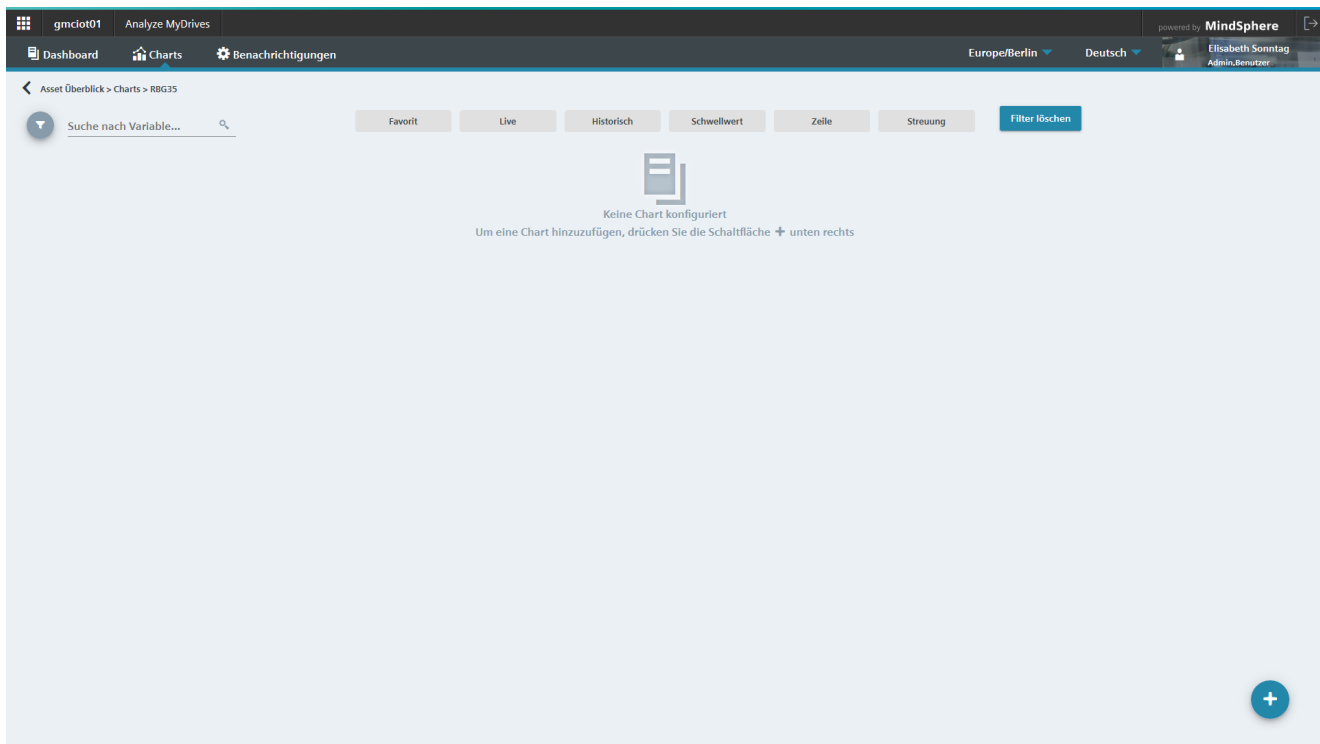 gmciot01 Analyze MyDrives powered by MindSphere
Dashboard Charts Benachrichtigungen Europe/Berlin Deutsch Elisabeth Sonntag
Admin,Benutzer
Asset Überblick > Charts > RBG35
Suche nach Variable... Favorit Live Historisch Schwellwert Zeile Streuung Filter löschen
Keine Chart konfiguriert
Um eine Chart hinzuzufügen, drücken Sie die Schaltfläche + unten rechts